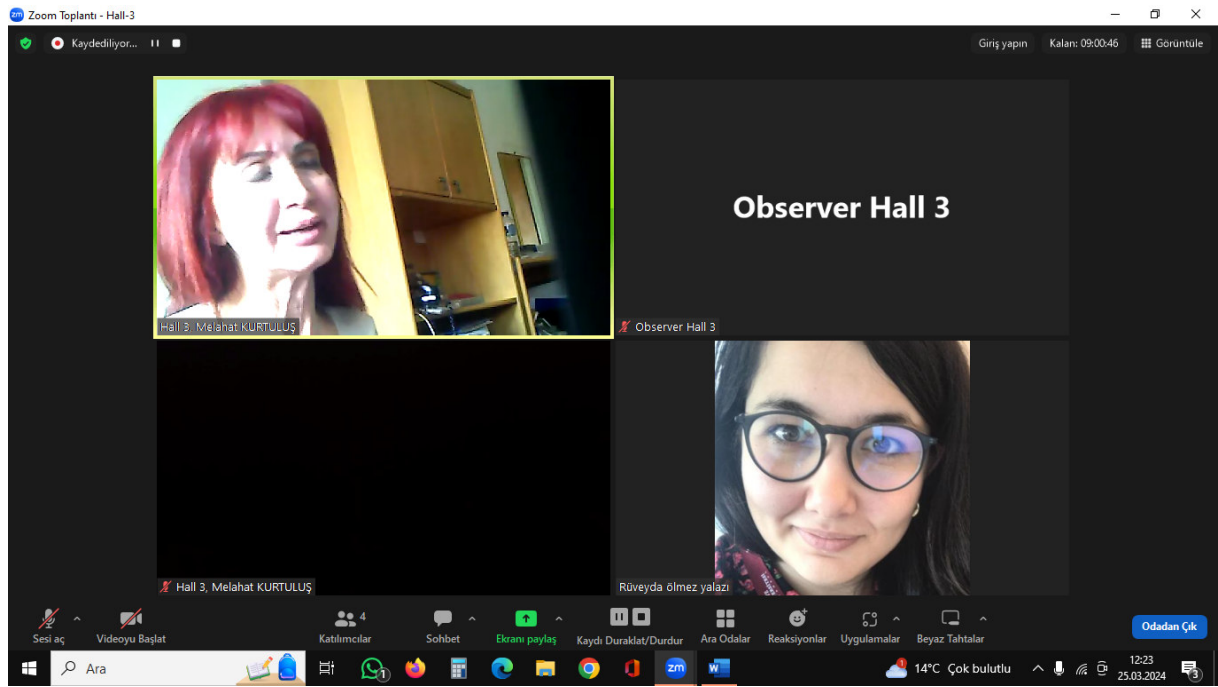 Zoom Toplantı - Hall-3
Kaydediliyor...
Giriş yapın
Kalan: 09:00:46
Görüntüle
Hall 3, Melahat KURTULUŞ
Observer Hall 3
Observer Hall 3
Hall 3, Melahat KURTULUŞ
Rüveyda ölmez yalazı
Sesi aç
Videoyu Başlat
4
Katılımcılar
Sohbet
Ekranı paylaş
Kaydı Duraklat/Durdur
Ara Odalar
Reaksiyonlar
Uygulamalar
Beyaz Tahtalar
Odadan Çık
Ara
1
zm
W
14°C Çok bulutlu
12:23
25.03.2024
3